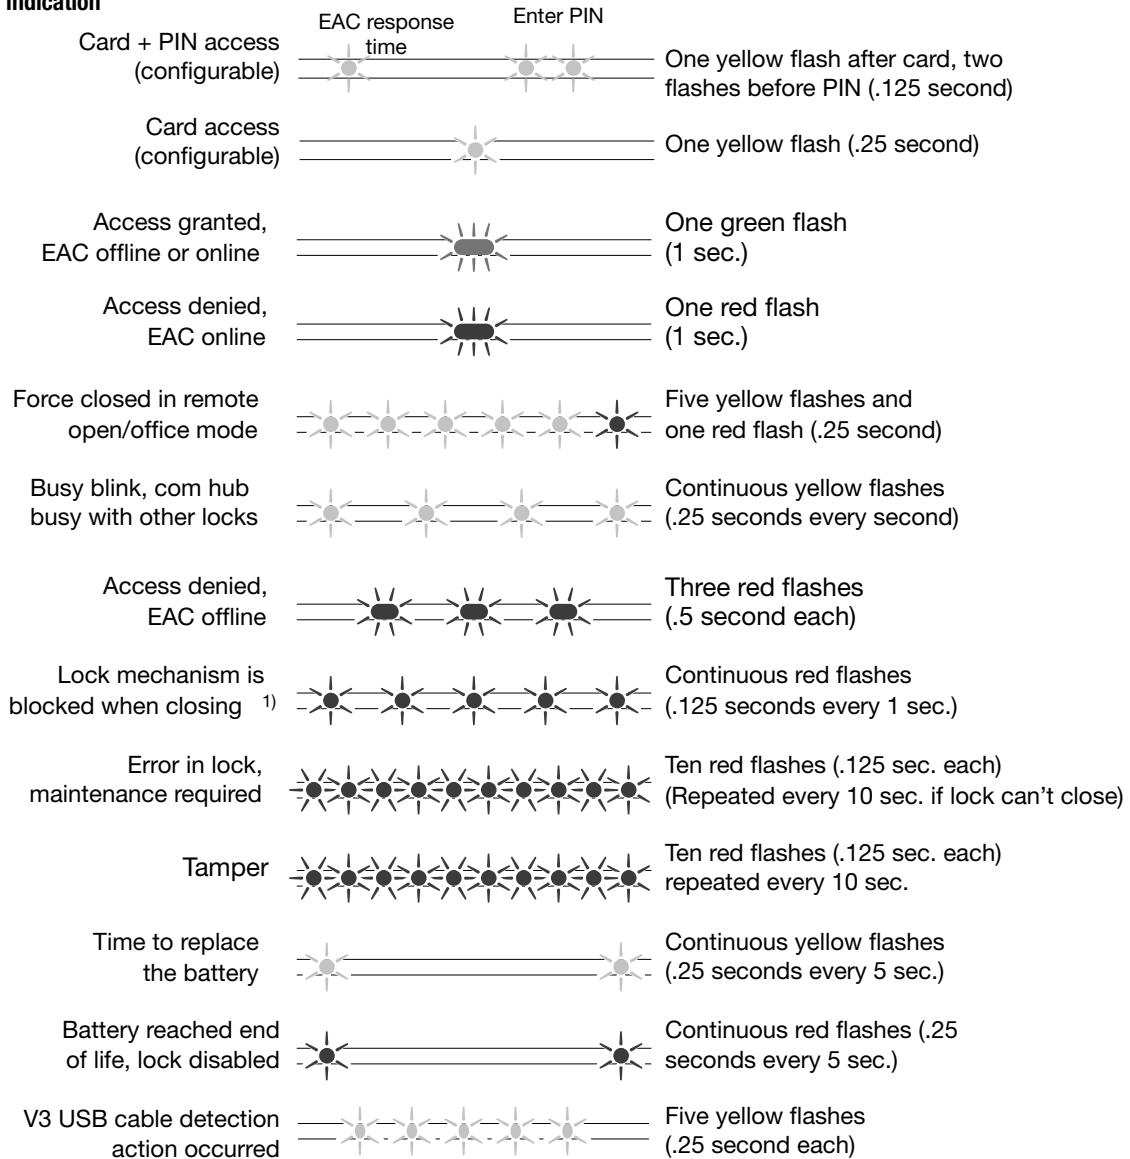 Indication
EAC response
time
Enter PIN
Card + PIN access
(configurable)
One yellow flash after card, two
flashes before PIN (.125 second)
Card access
(configurable)
One yellow flash (.25 second)
Access granted,
EAC offline or online
One green flash
(1 sec.)
Access denied,
EAC online
One red flash
(1 sec.)
Force closed in remote
open/office mode
Five yellow flashes and
one red flash (.25 second)
Busy blink, com hub
busy with other locks
Continuous yellow flashes
(.25 seconds every second)
Access denied,
EAC offline
Three red flashes
(.5 second each)
Lock mechanism is
blocked when closing 1)
Continuous red flashes
(.125 seconds every 1 sec.)
Error in lock,
maintenance required
Ten red flashes (.125 sec. each)
(Repeated every 10 sec. if lock can't close)
Tamper
Ten red flashes (.125 sec. each)
repeated every 10 sec.
Time to replace
the battery
Continuous yellow flashes
(.25 seconds every 5 sec.)
Battery reached end
of life, lock disabled
Continuous red flashes (.25
seconds every 5 sec.)
V3 USB cable detection
action occurred
Five yellow flashes
(.25 second each)